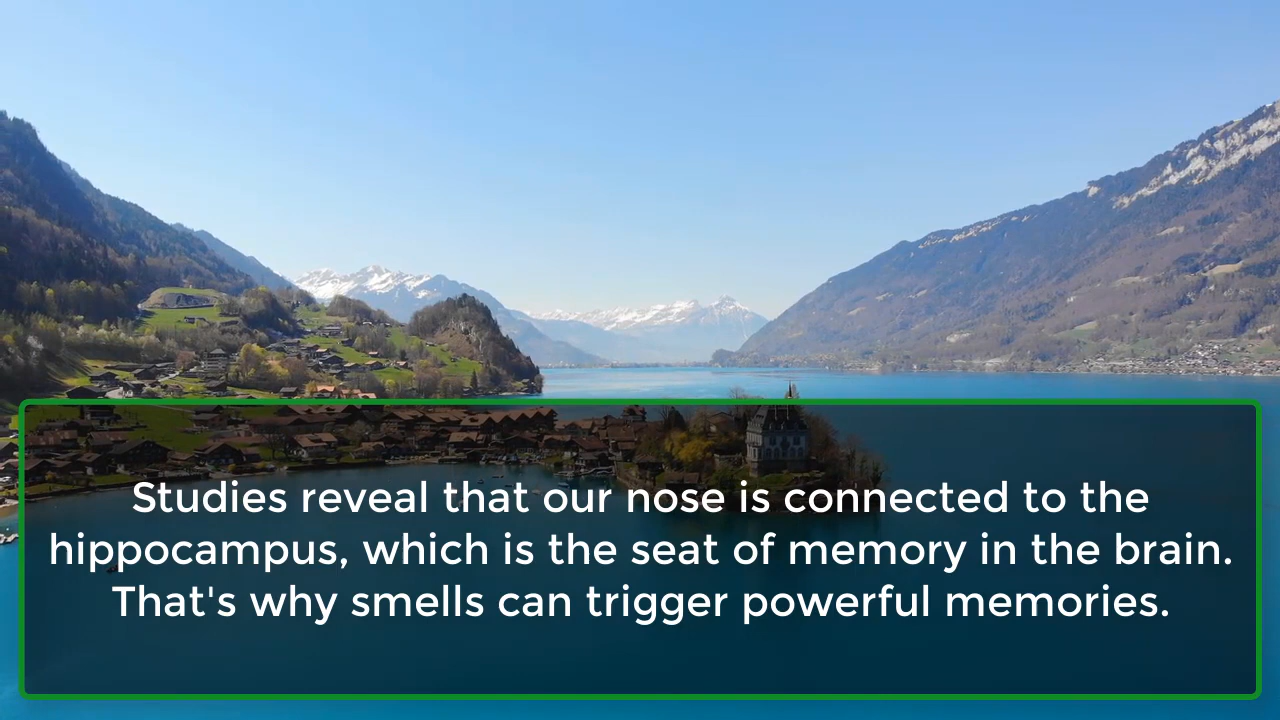 Studies reveal that our nose is connected to the
hippocampus, which is the seat of memory in the brain.
That's why smells can trigger powerful memories.